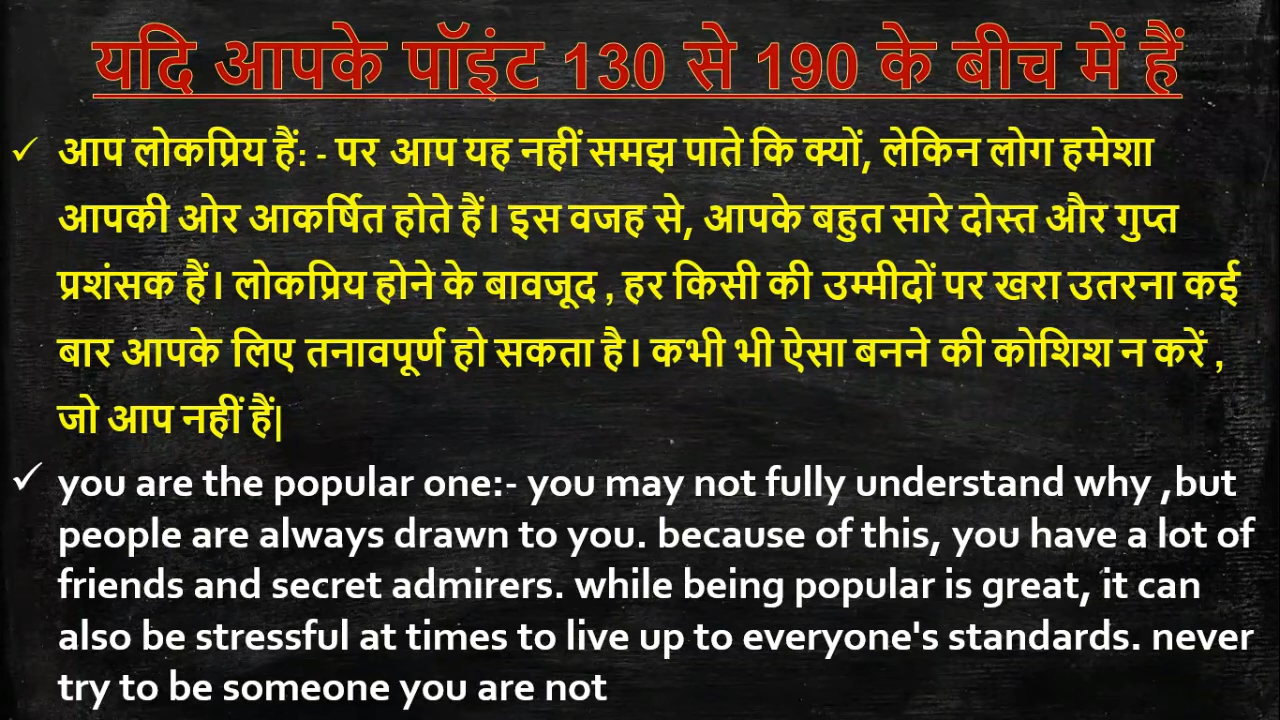 यदि आपके पॉइंट 130 से 190 के बीच में हैं
✓ आप लोकप्रिय हैं: - पर आप यह नहीं समझ पाते कि क्यों, लेकिन लोग हमेशा
आपकी ओर आकर्षित होते हैं। इस वजह से, आपके बहुत सारे दोस्त और गुप्त
प्रशंसक हैं। लोकप्रिय होने के बावजूद , हर किसी की उम्मीदों पर खरा उतरना कई
बार आपके लिए तनावपूर्ण हो सकता है। कभी भी ऐसा बनने की कोशिश न करें ,
जो आप नहीं हैं|
✓ you are the popular one:- you may not fully understand why ,but
people are always drawn to you. because of this, you have a lot of
friends and secret admirers. while being popular is great, it can
also be stressful at times to live up to everyone's standards. never
try to be someone you are not